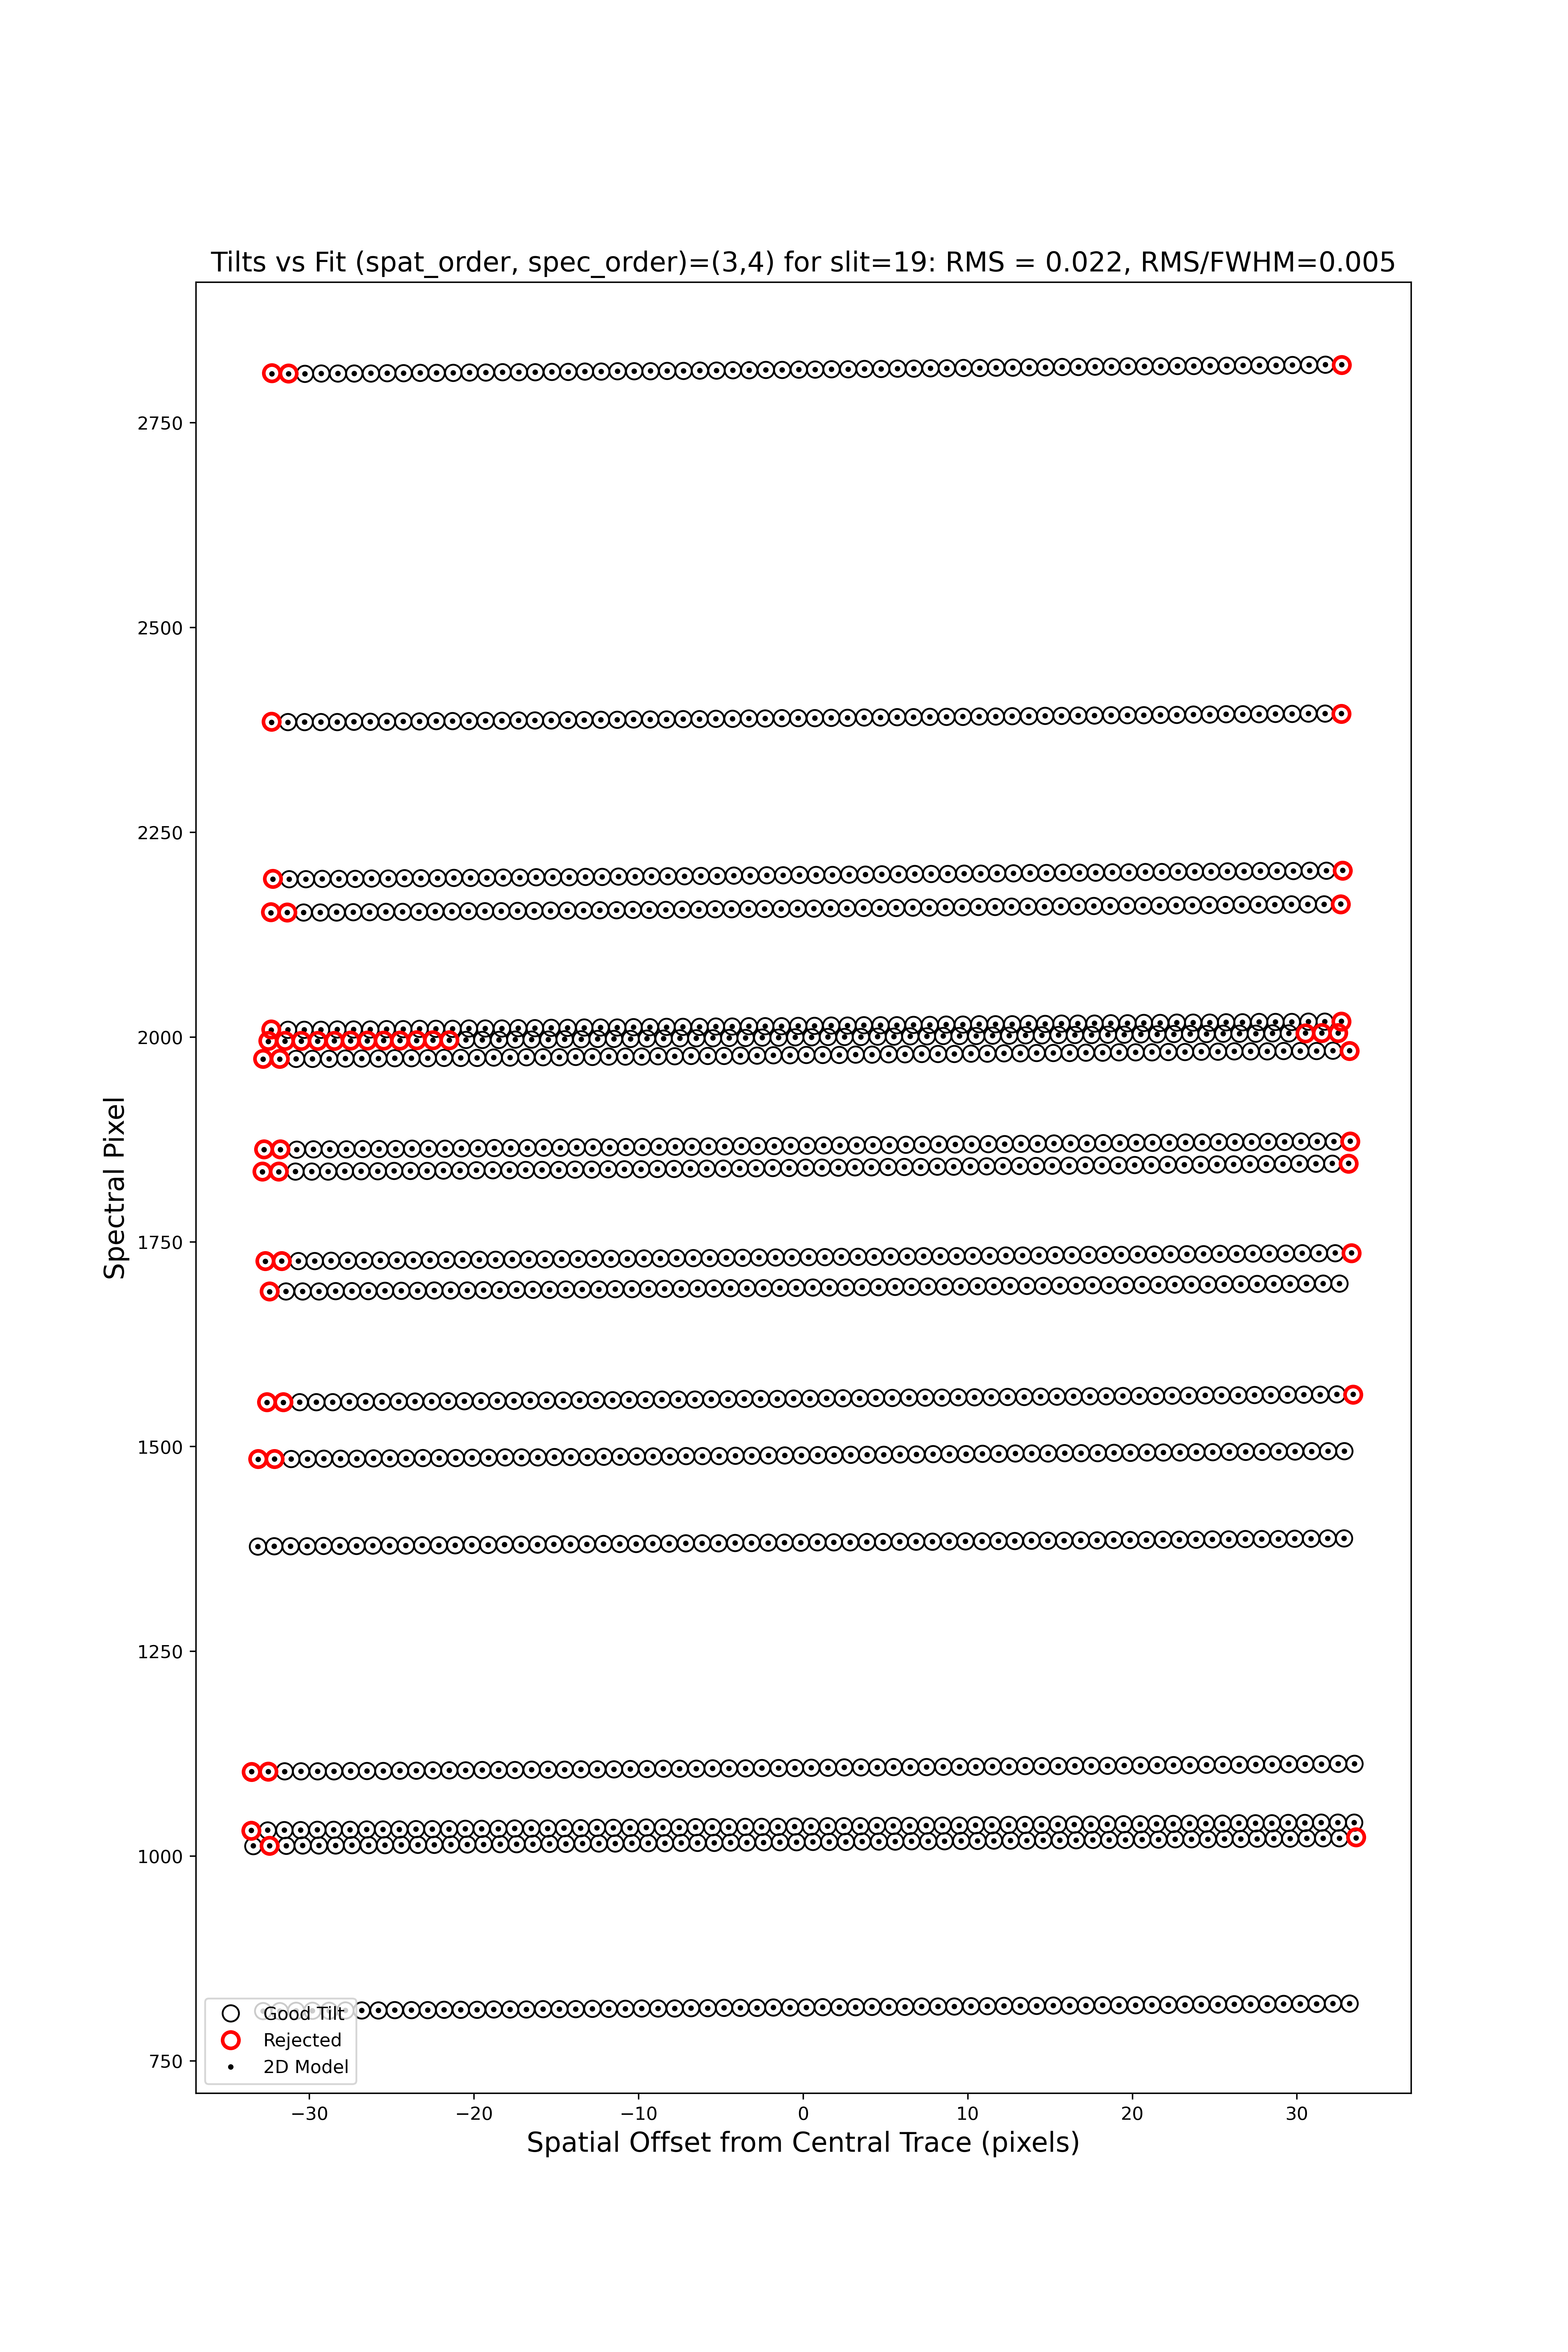 Tilts vs Fit (spat_order, spec_order)=(3,4) for slit=19: RMS = 0.022, RMS/FWHM=0.005
2750
2500
2250
2000
1750
1500
1250
1000
750
Spectral Pixel
Good Tilt
Rejected
2D Model
−30
−20
−10
0
10
20
30
Spatial Offset from Central Trace (pixels)